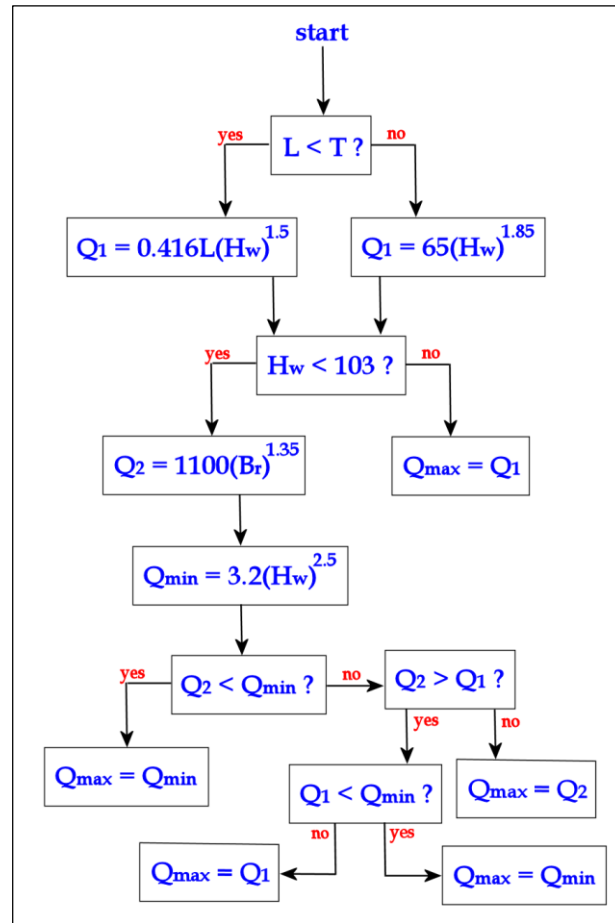 start
yes
no
L < T ?
Q1 = 0.416L(Hw)^1.5
Q1 = 65(Hw)^1.85
yes
no
Hw < 103 ?
Q2 = 1100(Br)^1.35
Qmax = Q1
Qmin = 3.2(Hw)^2.5
yes
Q2 < Qmin ?
no
Q2 > Q1 ?
yes
no
Qmax = Qmin
Q1 < Qmin ?
Qmax = Q2
no
yes
Qmax = Q1
Qmax = Qmin